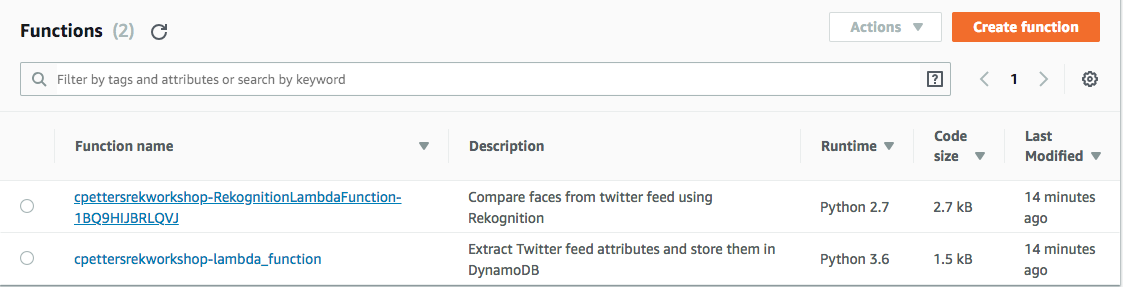 Functions (2)
Actions
Create function
Filter by tags and attributes or search by keyword
?
1
Function name
Description
Runtime
Code size
Last Modified
cpettersrekworkshop-RekognitionLambdaFunction-
1BQ9HIJBRLQVJ
Compare faces from twitter feed using
Rekognition
Python 2.7
2.7 kB
14 minutes
ago
cpettersrekworkshop-lambda_function
Extract Twitter feed attributes and store them in
DynamoDB
Python 3.6
1.5 kB
14 minutes
ago